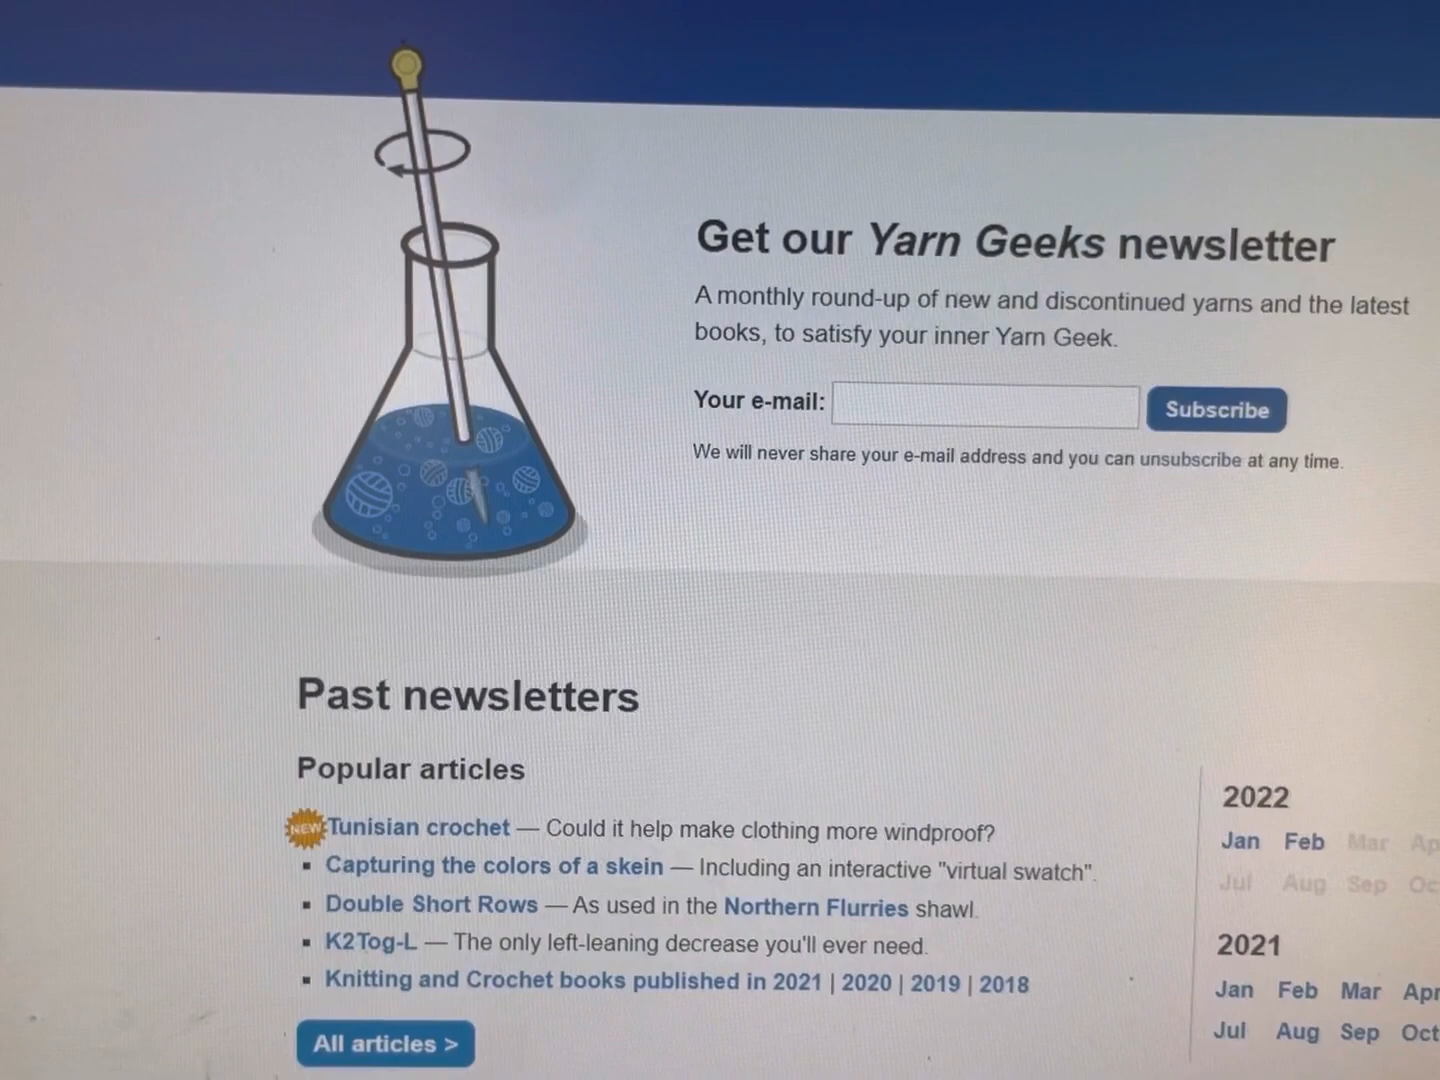 Get our Yarn Geeks newsletter
A monthly round-up of new and discontinued yarns and the latest
books, to satisfy your inner Yarn Geek.
Your e-mail: Subscribe
We will never share your e-mail address and you can unsubscribe at any time.
Past newsletters
Popular articles
NEW Tunisian crochet — Could it help make clothing more windproof?
▪ Capturing the colors of a skein — Including an interactive "virtual swatch".
▪ Double Short Rows — As used in the Northern Flurries shawl.
▪ K2Tog-L — The only left-leaning decrease you'll ever need.
▪ Knitting and Crochet books published in 2021 | 2020 | 2019 | 2018
All articles >
2022
Jan Feb Mar Ap
Jul Aug Sep Oc
2021
Jan Feb Mar Apr
Jul Aug Sep Oct